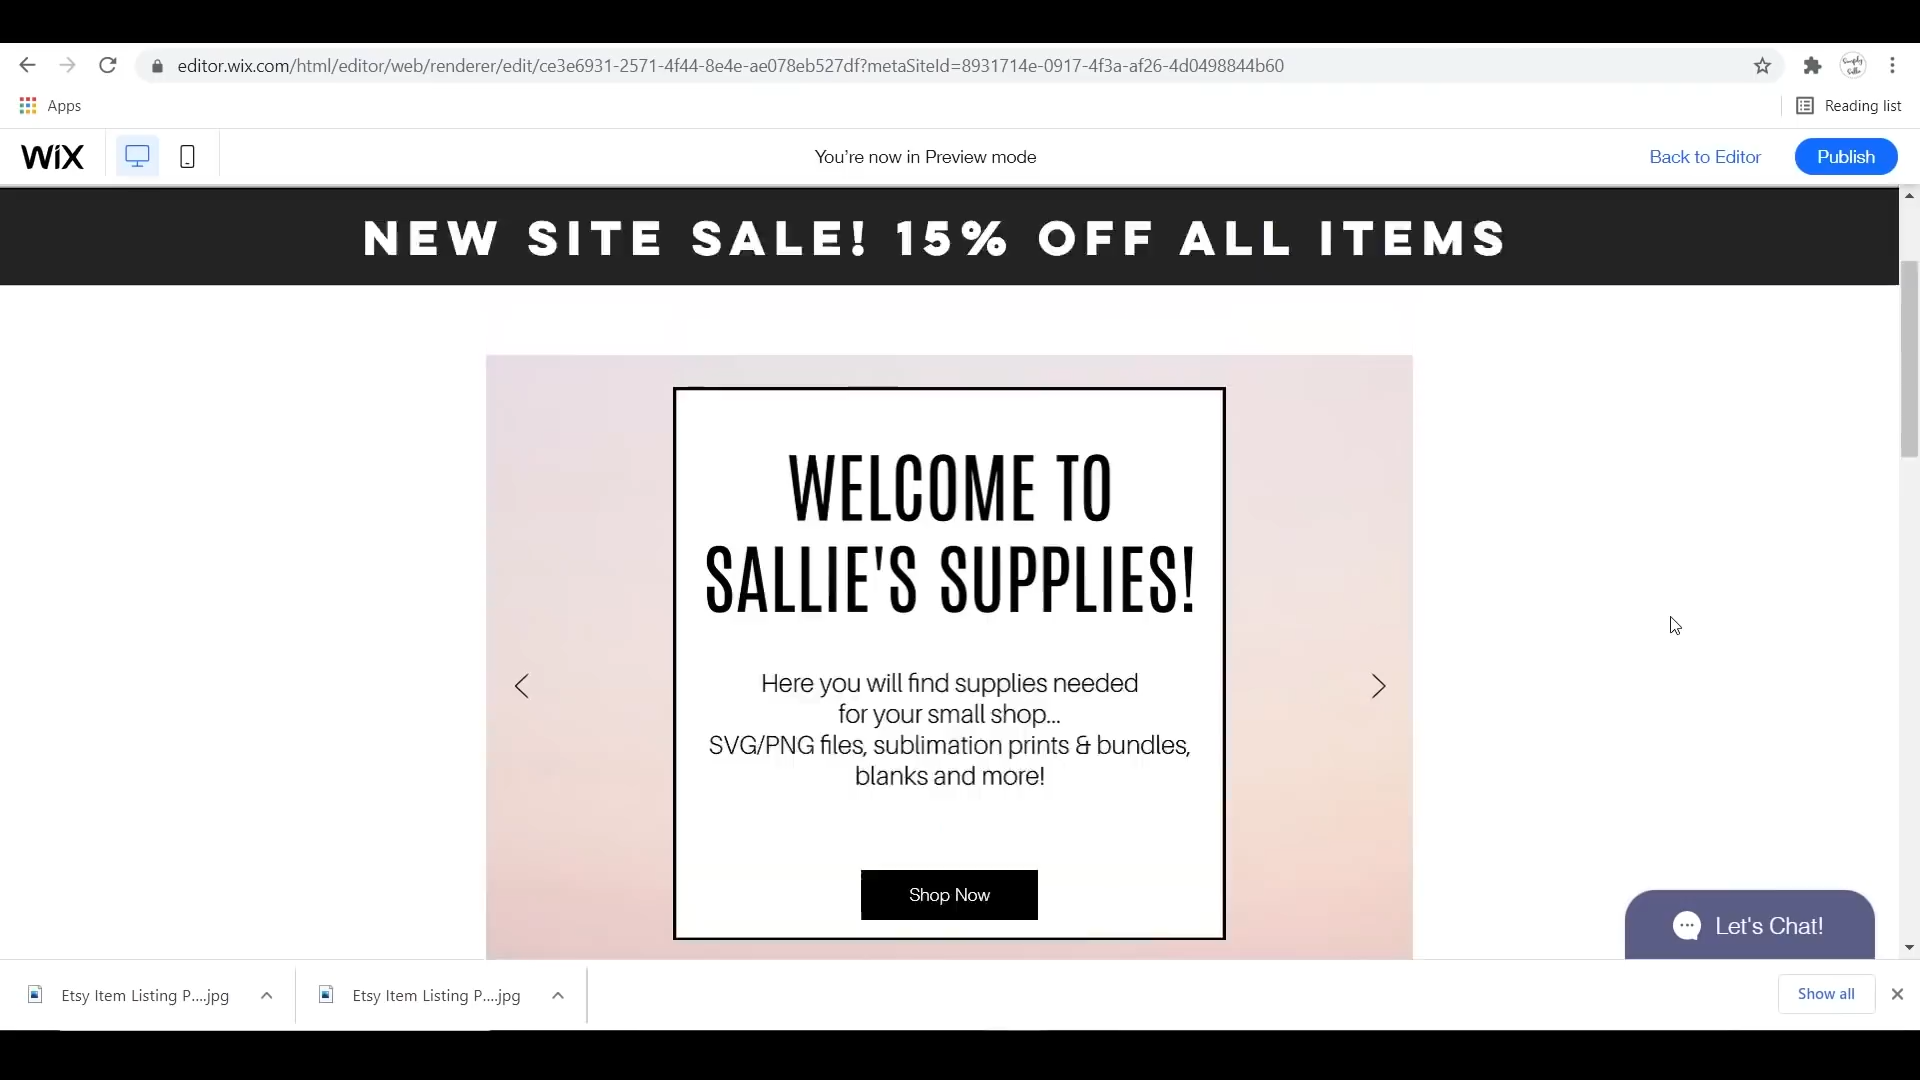 editor.wix.com/html/editor/web/renderer/edit/ce3e6931-2571-4f44-8e4e-ae078eb527df?metaSiteId=8931714e-0917-4f3a-af26-4d0498844b60
Apps
Reading list
WiX
You're now in Preview mode
Back to Editor
Publish
NEW SITE SALE! 15% OFF ALL ITEMS
WELCOME TO
SALLIE'S SUPPLIES!
Here you will find supplies needed
for your small shop...
SVG/PNG files, sublimation prints & bundles,
blanks and more!
Shop Now
Let's Chat!
Etsy Item Listing P....jpg
Etsy Item Listing P....jpg
Show all